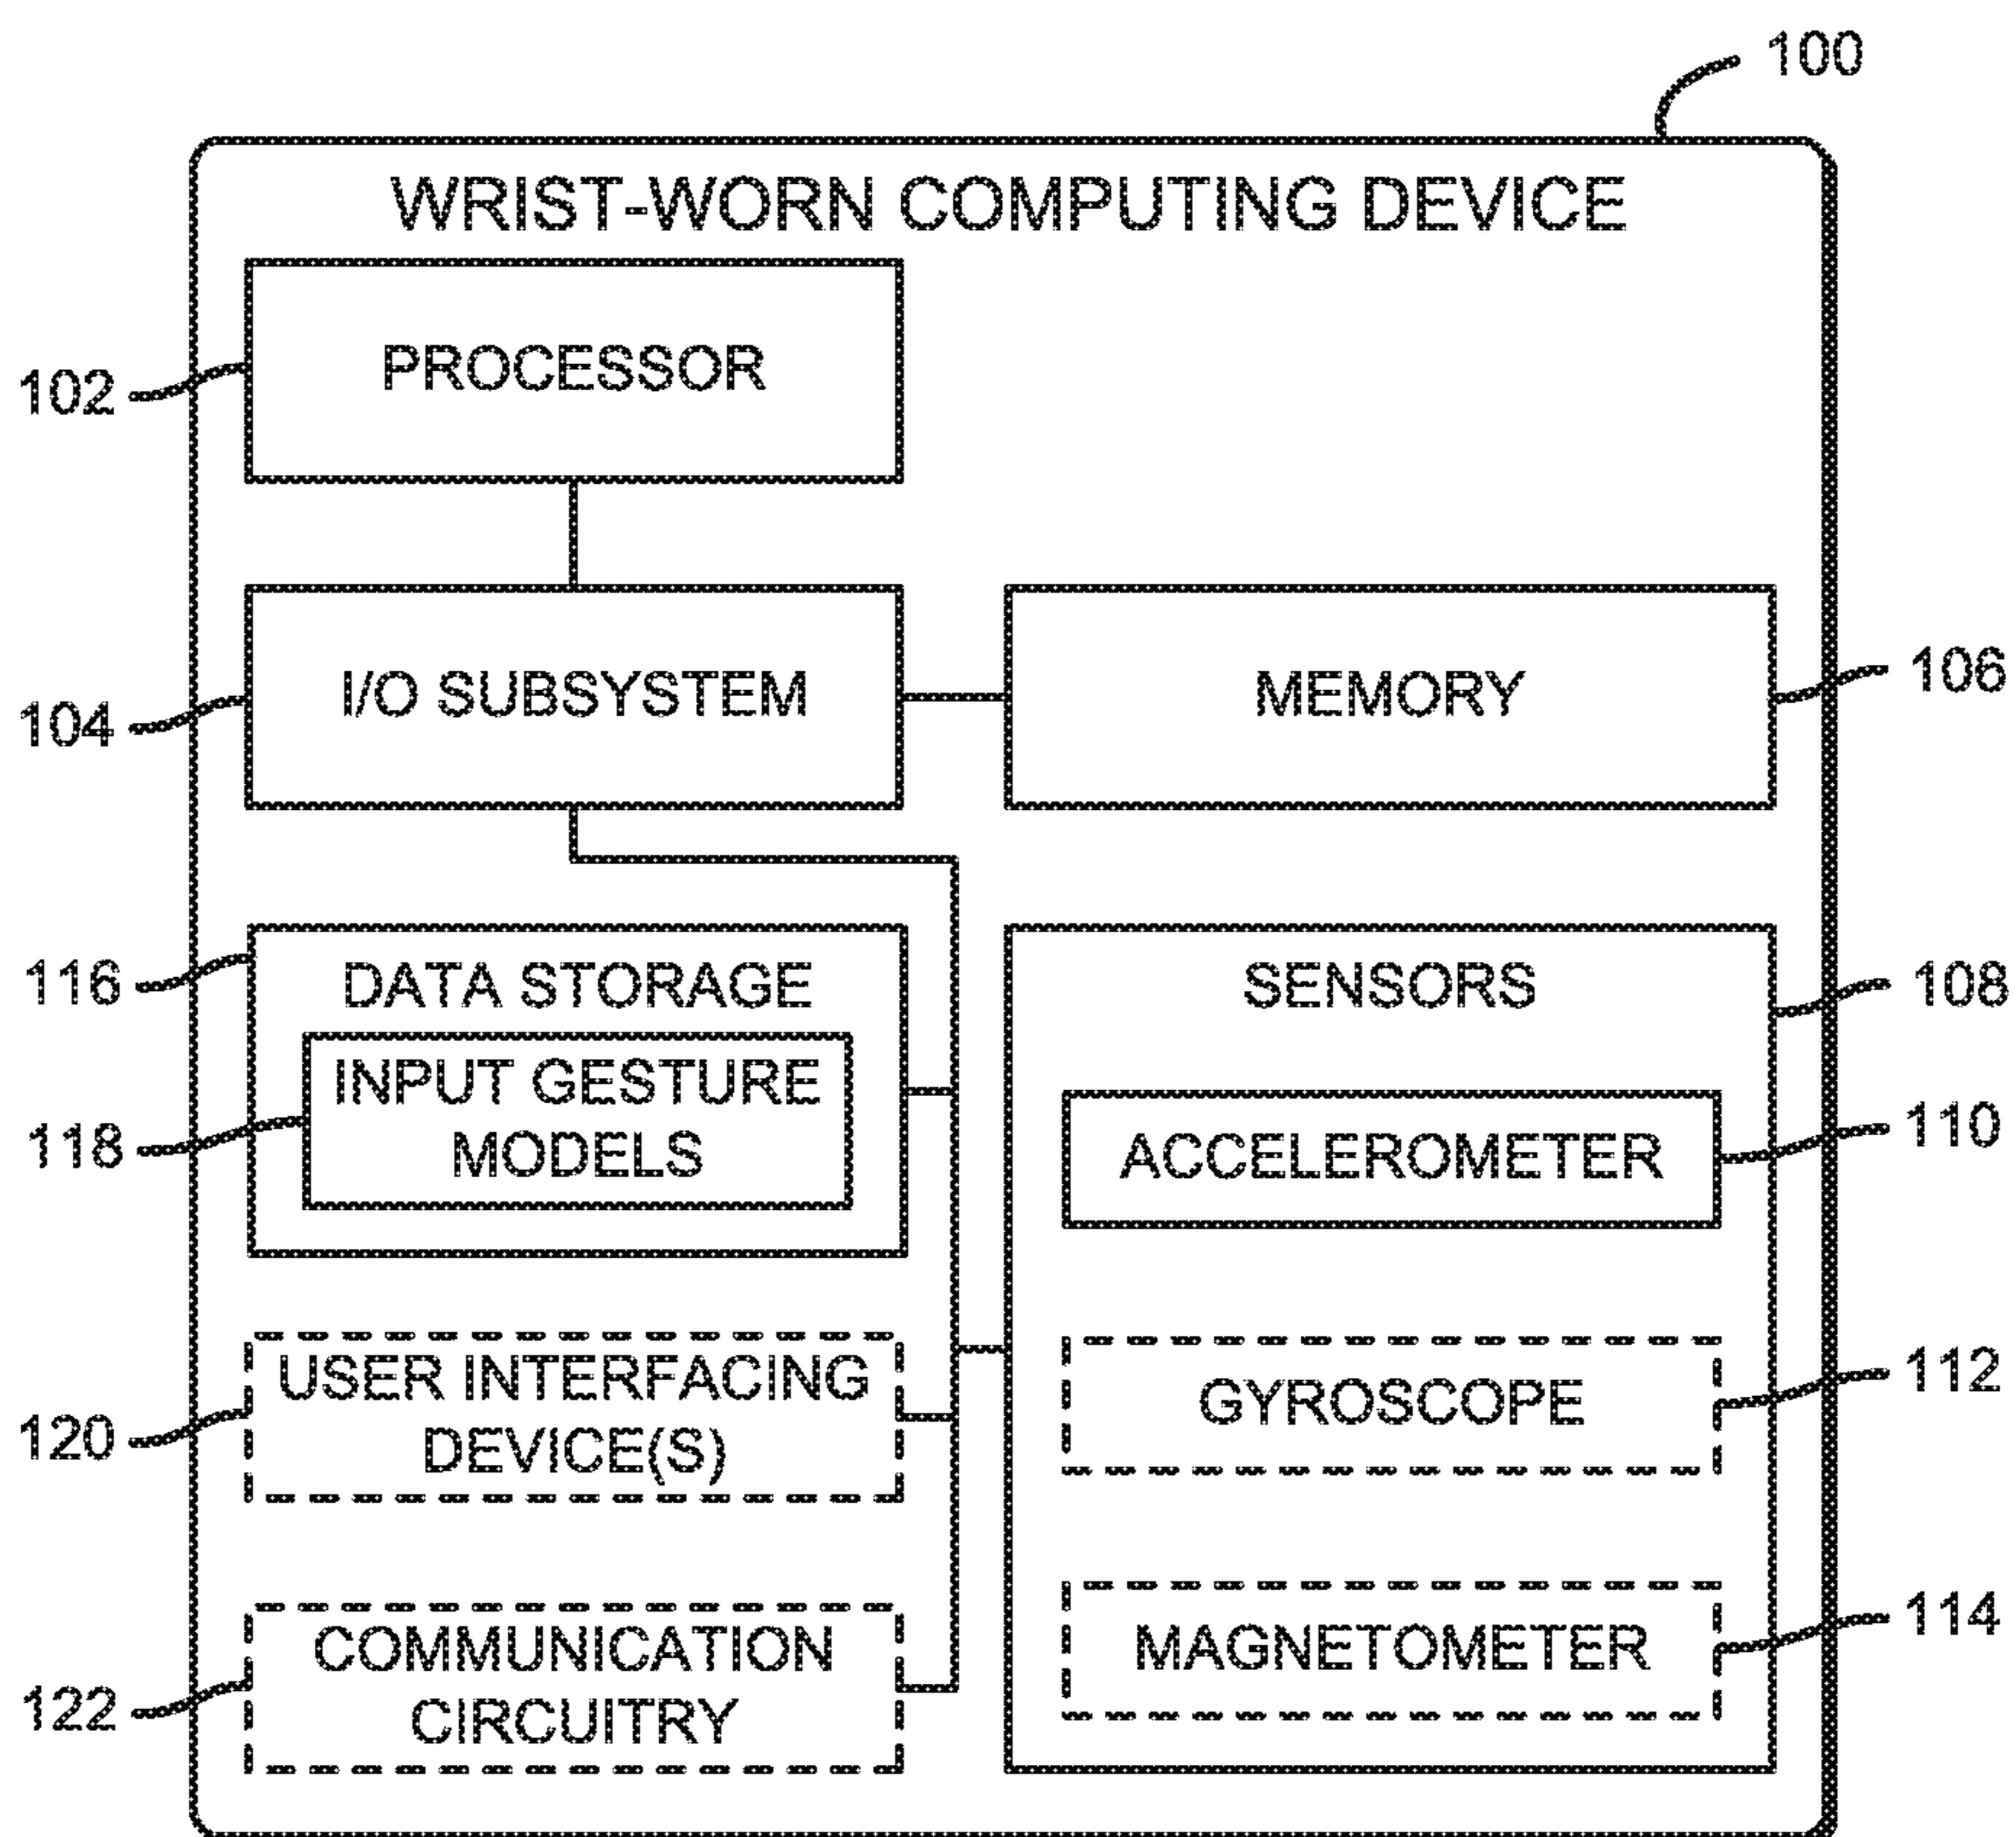 100
WRIST-WORN COMPUTING DEVICE
PROCESSOR
102
I/O SUBSYSTEM
104
MEMORY
106
DATA STORAGE
116
INPUT GESTURE
MODELS
118
SENSORS
108
ACCELEROMETER
110
USER INTERFACING
DEVICE(S)
120
GYROSCOPE
112
COMMUNICATION
CIRCUITRY
122
MAGNETOMETER
114